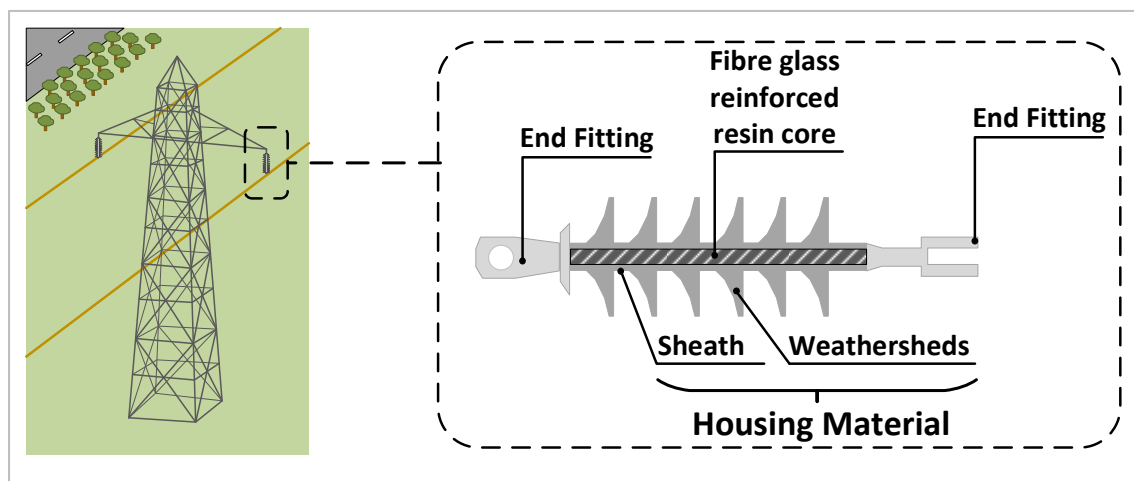 Fibre glass
reinforced
resin core
End Fitting
End Fitting
Sheath
Weathersheds
Housing Material